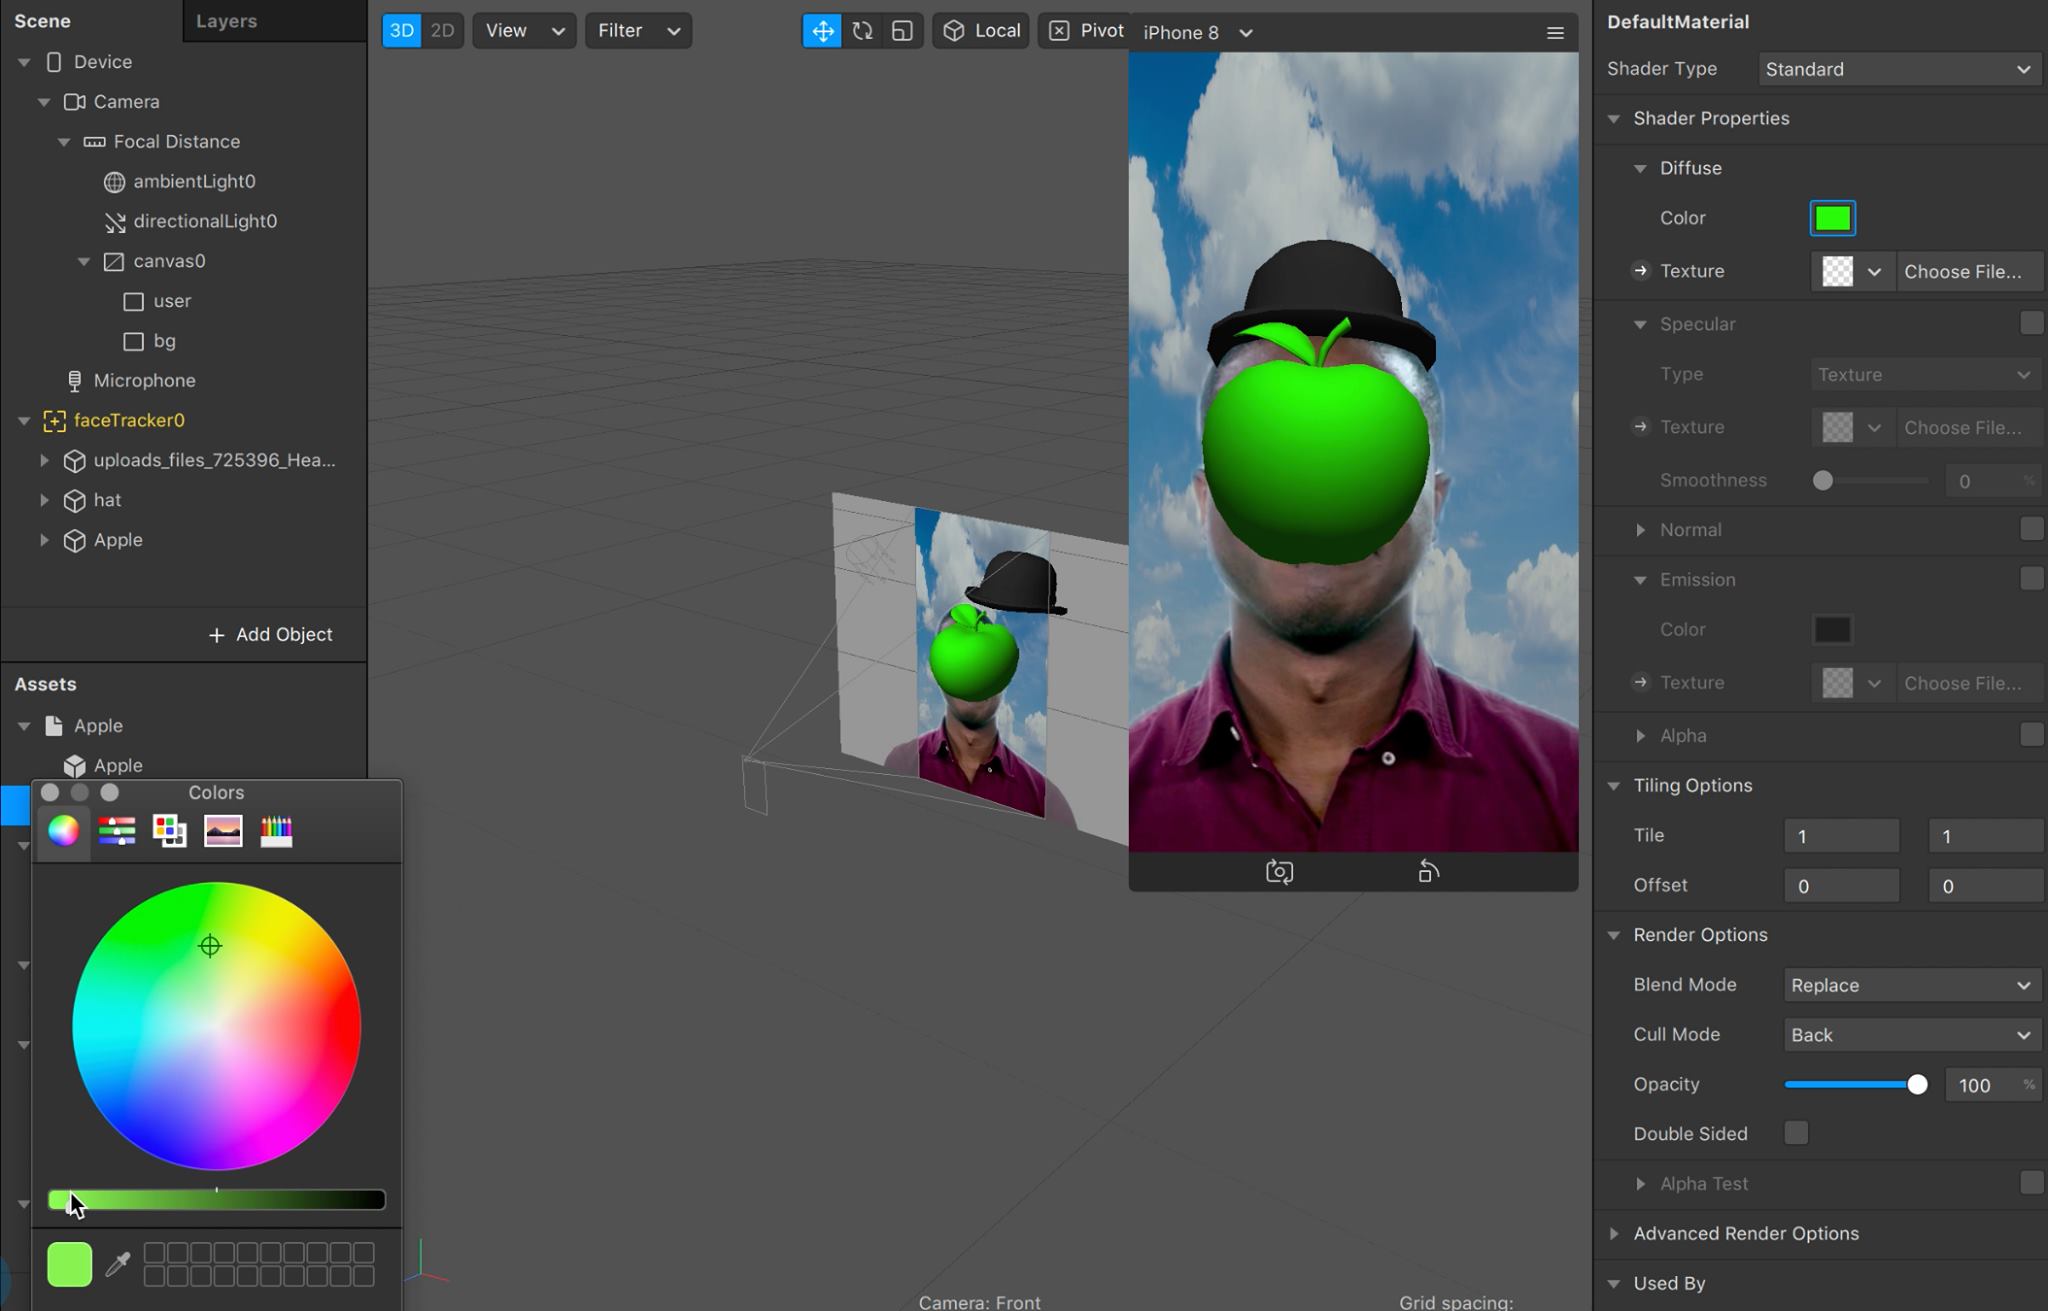 Scene
Layers
Device
Camera
Focal Distance
ambientLight0
directionalLight0
canvas0
user
bg
Microphone
faceTracker0
uploads_files_725396_Hea...
hat
Apple
+ Add Object
Assets
Apple
Apple
Colors
3D 2D
View
Filter
Local
Pivot
iPhone 8
Camera: Front
Grid spacing:
DefaultMaterial
Shader Type Standard
Shader Properties
Diffuse
Color
Texture Choose File...
Specular
Type Texture
Texture Choose File...
Smoothness 0 %
Normal
Emission
Color
Texture Choose File...
Alpha
Tiling Options
Tile 1 1
Offset 0 0
Render Options
Blend Mode Replace
Cull Mode Back
Opacity 100 %
Double Sided
Alpha Test
Advanced Render Options
Used By